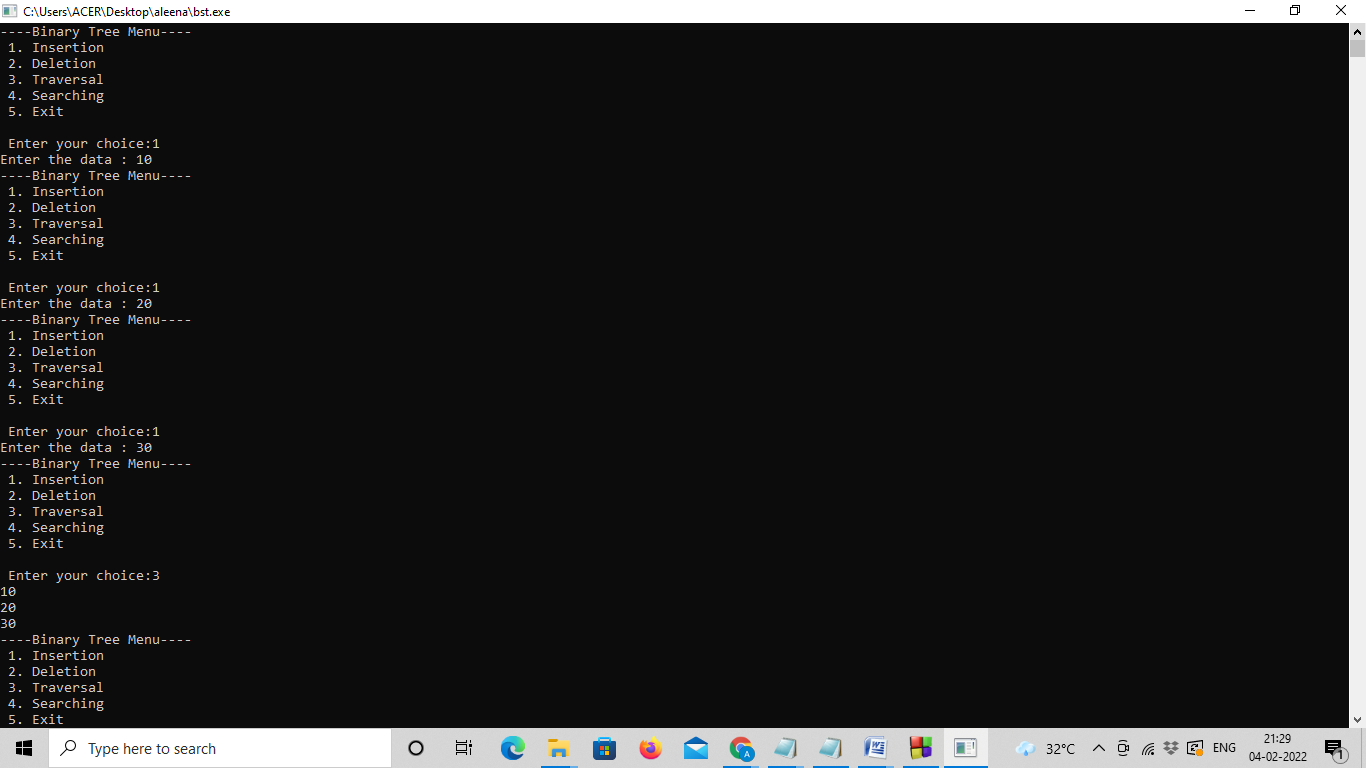 C:\Users\ACER\Desktop\aleena\bst.exe
----Binary Tree Menu----
 1. Insertion
 2. Deletion
 3. Traversal
 4. Searching
 5. Exit

 Enter your choice:1
Enter the data : 10
----Binary Tree Menu----
 1. Insertion
 2. Deletion
 3. Traversal
 4. Searching
 5. Exit

 Enter your choice:1
Enter the data : 20
----Binary Tree Menu----
 1. Insertion
 2. Deletion
 3. Traversal
 4. Searching
 5. Exit

 Enter your choice:1
Enter the data : 30
----Binary Tree Menu----
 1. Insertion
 2. Deletion
 3. Traversal
 4. Searching
 5. Exit

 Enter your choice:3
10
20
30
----Binary Tree Menu----
 1. Insertion
 2. Deletion
 3. Traversal
 4. Searching
 5. Exit
Type here to search
A
W
32°C
ENG
21:29
04-02-2022
1